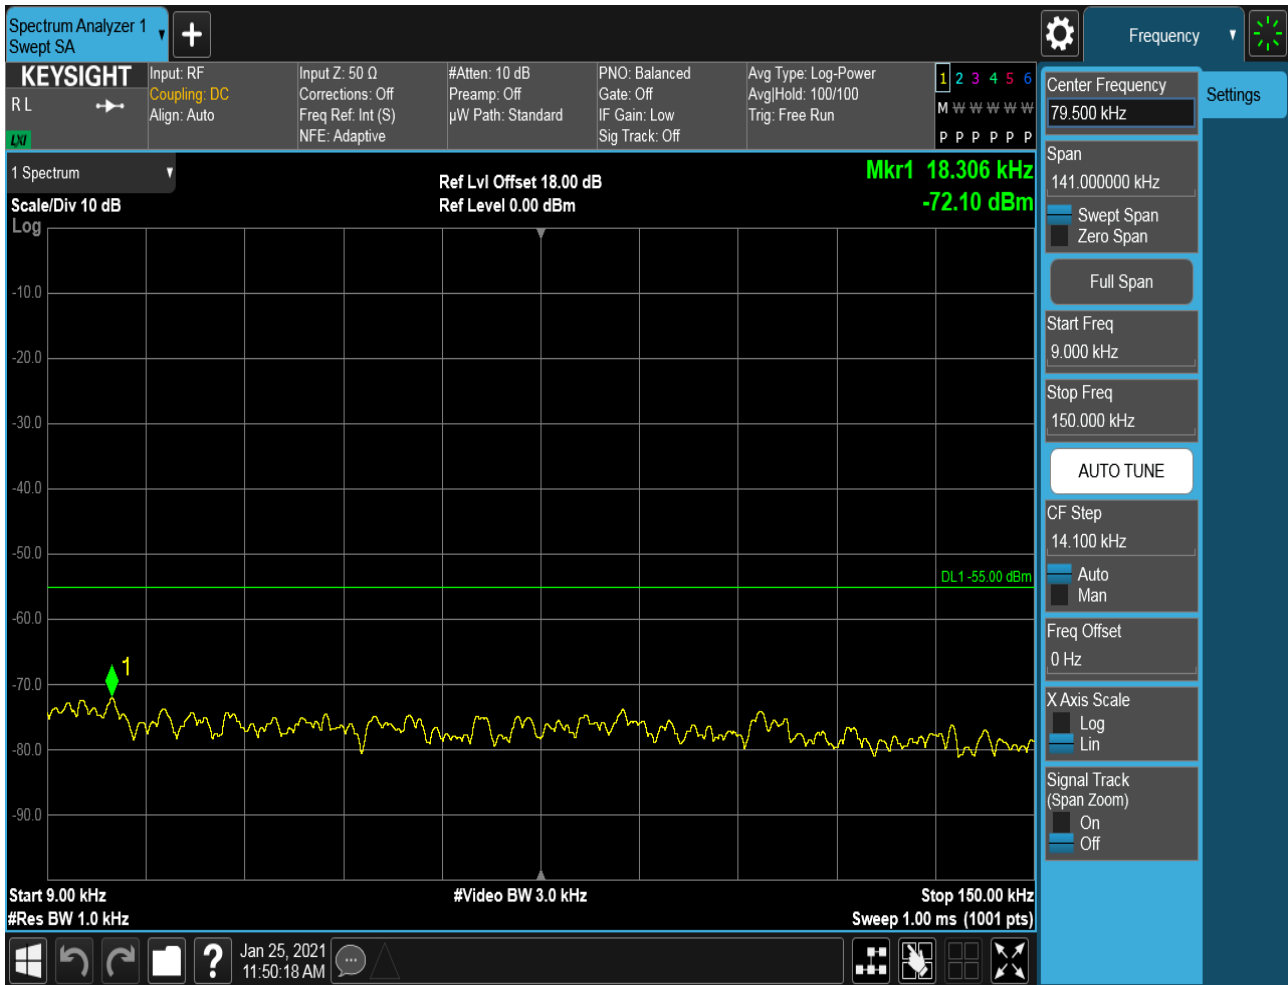 Spectrum Analyzer 1
Swept SA
Frequency
KEYSIGHT
R L
LXI
Input: RF
Coupling: DC
Align: Auto
Input Z: 50 Ω
Corrections: Off
Freq Ref: Int (S)
NFE: Adaptive
#Atten: 10 dB
Preamp: Off
µW Path: Standard
PNO: Balanced
Gate: Off
IF Gain: Low
Sig Track: Off
Avg Type: Log-Power
Avg|Hold: 100/100
Trig: Free Run
1 2 3 4 5 6
M W W W W W
P P P P P P
1 Spectrum
Scale/Div 10 dB
Log
Ref Lvl Offset 18.00 dB
Ref Level 0.00 dBm
Mkr1 18.306 kHz
-72.10 dBm
-10.0
-20.0
-30.0
-40.0
-50.0
DL1 -55.00 dBm
-60.0
1
-70.0
-80.0
-90.0
Start 9.00 kHz
#Res BW 1.0 kHz
#Video BW 3.0 kHz
Stop 150.00 kHz
Sweep 1.00 ms (1001 pts)
?
Jan 25, 2021
11:50:18 AM
Center Frequency
79.500 kHz
Span
141.000000 kHz
Swept Span
Zero Span
Full Span
Start Freq
9.000 kHz
Stop Freq
150.000 kHz
AUTO TUNE
CF Step
14.100 kHz
Auto
Man
Freq Offset
0 Hz
X Axis Scale
Log
Lin
Signal Track
(Span Zoom)
On
Off
Settings